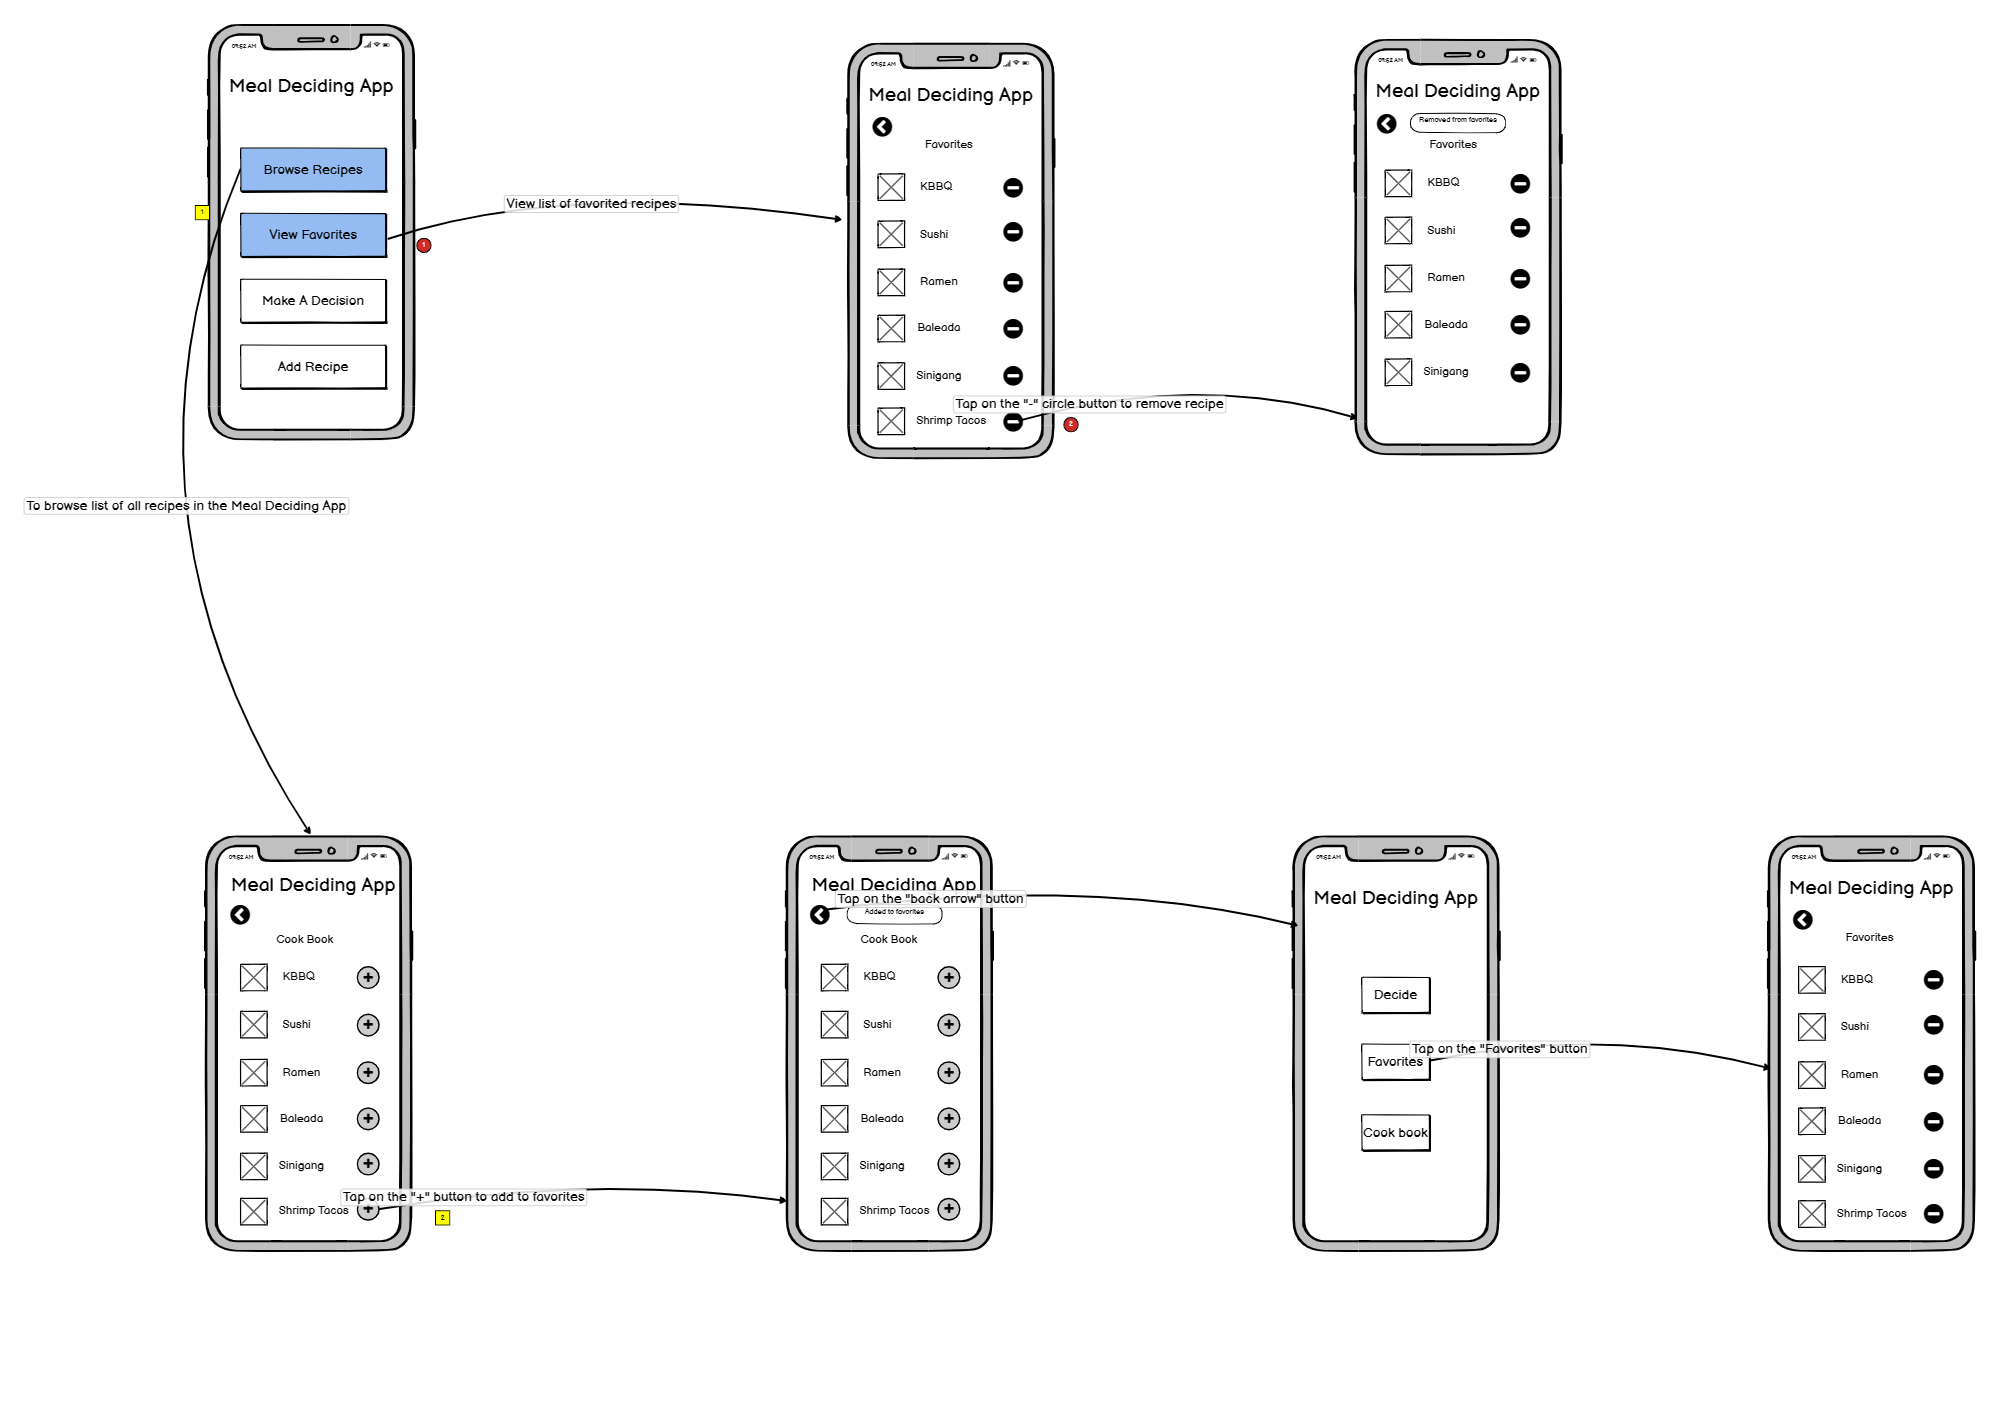 09:52 AM
Meal Deciding App
Browse Recipes
1
View Favorites
1
Make A Decision
Add Recipe
View list of favorited recipes
09:52 AM
Meal Deciding App
Favorites
KBBQ
Sushi
Ramen
Baleada
Sinigang
Shrimp Tacos
Tap on the "-" circle button to remove recipe
2
09:52 AM
Meal Deciding App
Removed from favorites
Favorites
KBBQ
Sushi
Ramen
Baleada
Sinigang
To browse list of all recipes in the Meal Deciding App
09:52 AM
Meal Deciding App
Cook Book
KBBQ
Sushi
Ramen
Baleada
Sinigang
Shrimp Tacos
Tap on the "+" button to add to favorites
2
09:52 AM
Meal Deciding App
Tap on the "back arrow" button
Added to favorites
Cook Book
KBBQ
Sushi
Ramen
Baleada
Sinigang
Shrimp Tacos
09:52 AM
Meal Deciding App
Decide
Favorites
Tap on the "Favorites" button
Cook book
09:52 AM
Meal Deciding App
Favorites
KBBQ
Sushi
Ramen
Baleada
Sinigang
Shrimp Tacos